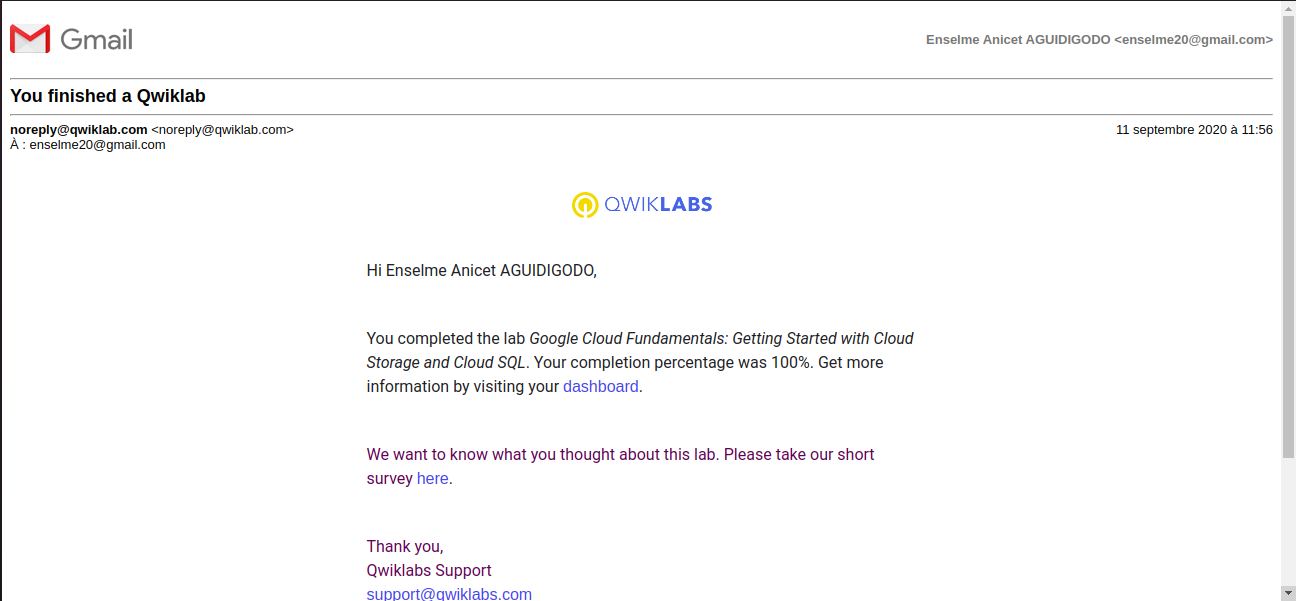 Gmail
Enselme Anicet AGUIDIGODO <enselme20@gmail.com>
You finished a Qwiklab
noreply@qwiklab.com <noreply@qwiklab.com>
11 septembre 2020 à 11:56
À : enselme20@gmail.com
QWIKLABS
Hi Enselme Anicet AGUIDIGODO,
You completed the lab Google Cloud Fundamentals: Getting Started with Cloud
Storage and Cloud SQL. Your completion percentage was 100%. Get more
information by visiting your dashboard.
We want to know what you thought about this lab. Please take our short
survey here.
Thank you,
Qwiklabs Support
support@qwiklabs.com